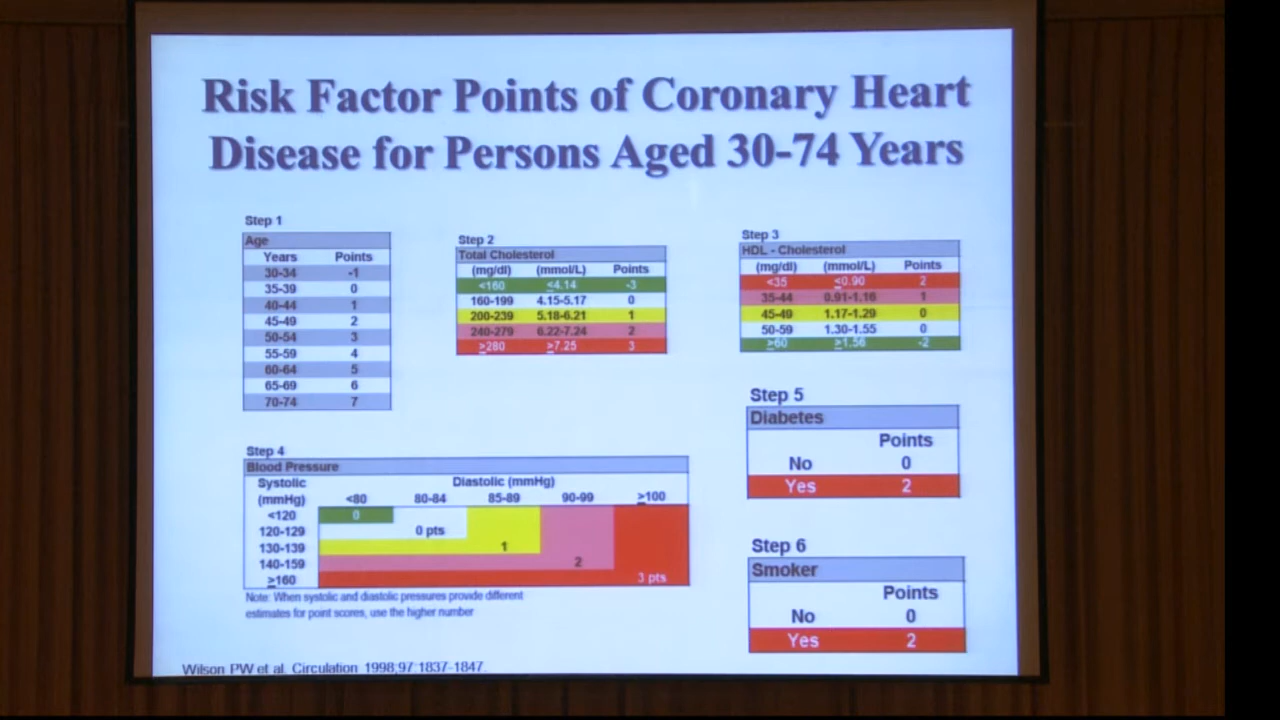 Risk Factor Points of Coronary Heart
Disease for Persons Aged 30-74 Years
Step 1
Age
Years Points
30-34 -1
35-39 0
40-44 1
45-49 2
50-54 3
55-59 4
60-64 5
65-69 6
70-74 7
Step 2
Total Cholesterol
(mg/dl) (mmol/L) Points
<160 ≤4.14 -3
160-199 4.15-5.17 0
200-239 5.18-6.21 1
240-279 6.22-7.24 2
≥280 ≥7.25 3
Step 3
HDL - Cholesterol
(mg/dl) (mmol/L) Points
<35 ≤0.90 2
35-44 0.91-1.16 1
45-49 1.17-1.29 0
50-59 1.30-1.55 0
≥60 ≥1.56 -2
Step 4
Blood Pressure
Systolic Diastolic (mmHg)
(mmHg) <80 80-84 85-89 90-99 ≥100
<120 0
120-129 0 pts
130-139 1
140-159 2
≥160 3 pts
Note: When systolic and diastolic pressures provide different
estimates for point scores, use the higher number
Step 5
Diabetes
Points
No 0
Yes 2
Step 6
Smoker
Points
No 0
Yes 2
Wilson PW et al. Circulation 1998;97:1837-1847.